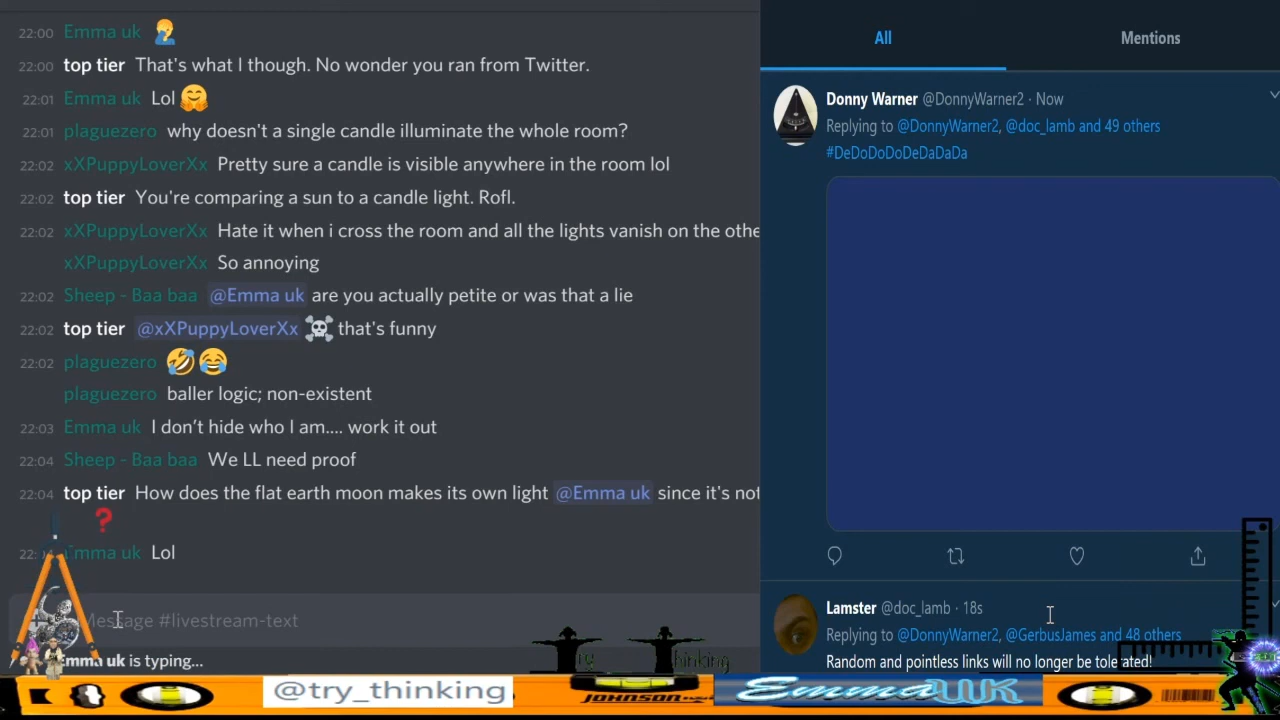 22:00 Emma uk 🤦‍♂️
22:00 top tier That's what I though. No wonder you ran from Twitter.
22:01 Emma uk Lol 🤗
22:01 plaguezero why doesn't a single candle illuminate the whole room?
22:02 xXPuppyLoverXx Pretty sure a candle is visible anywhere in the room lol
22:02 top tier You're comparing a sun to a candle light. Rofl.
22:02 xXPuppyLoverXx Hate it when i cross the room and all the lights vanish on the othe
xXPuppyLoverXx So annoying
22:02 Sheep - Baa baa @Emma uk are you actually petite or was that a lie
22:02 top tier @xXPuppyLoverXx ☠️ that's funny
22:02 plaguezero 🤣😂
plaguezero baller logic; non-existent
22:03 Emma uk I don't hide who I am.... work it out
22:04 Sheep - Baa baa We LL need proof
22:04 top tier How does the flat earth moon makes its own light @Emma uk since it's not
❓
Emma uk Lol
Message #livestream-text
Emma uk is typing...
All
Mentions
Donny Warner @DonnyWarner2 · Now
Replying to @DonnyWarner2, @doc_lamb and 49 others
#DeDoDoDoDeDaDaDa
Lamster @doc_lamb · 18s
Replying to @DonnyWarner2, @GerbusJames and 48 others
Random and pointless links will no longer be tolerated!
Try Thinking
@try_thinking
JOHNSON
EmmaUK